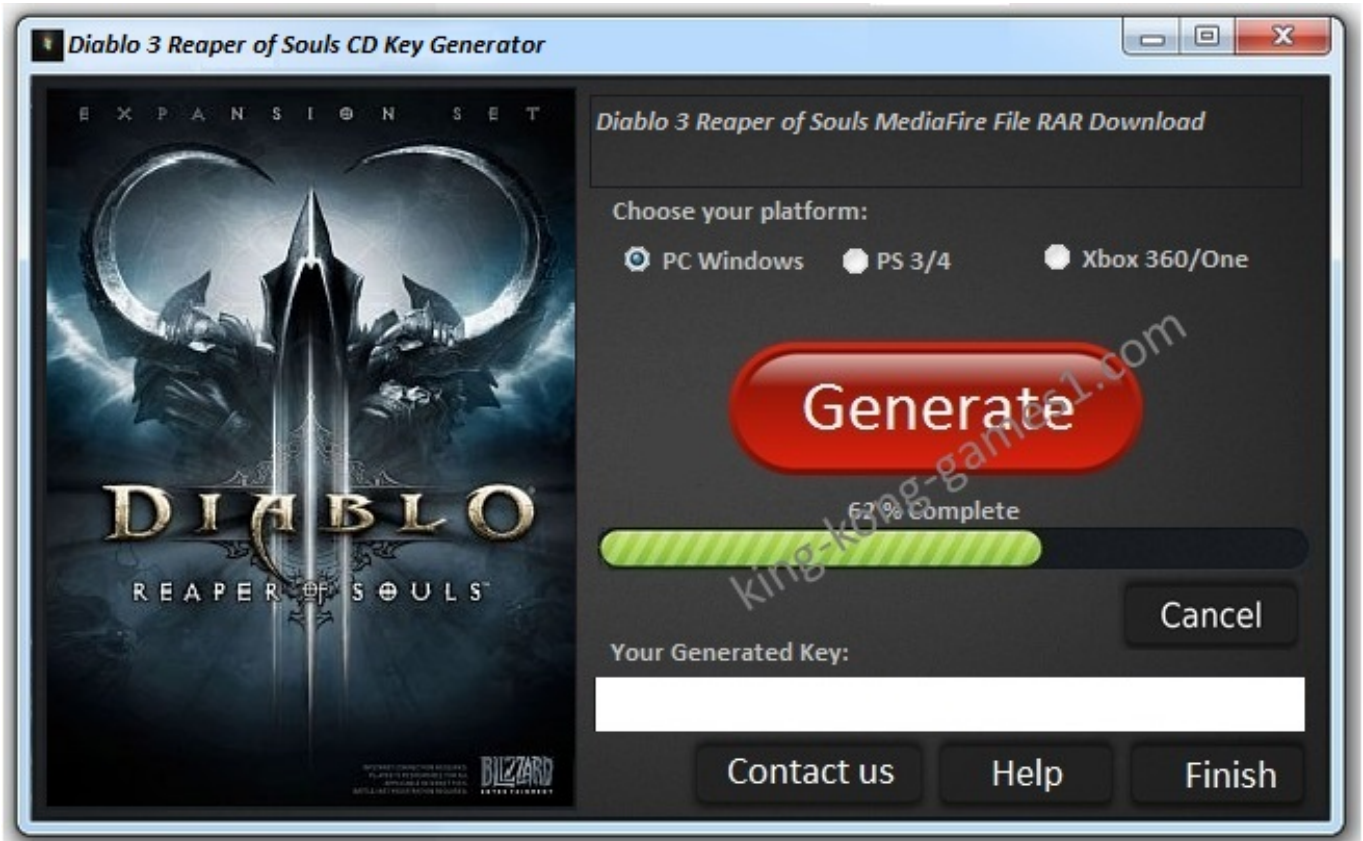 Diablo 3 Reaper of Souls CD Key Generator
EXPANSION SET
DIABLO
REAPER OF SOULS™
BLIZZARD
ENTERTAINMENT
Diablo 3 Reaper of Souls MediaFire File RAR Download
Choose your platform:
PC Windows PS 3/4 Xbox 360/One
Generate
62 % Complete
king-kong-games1.com
Cancel
Your Generated Key:
Contact us Help Finish